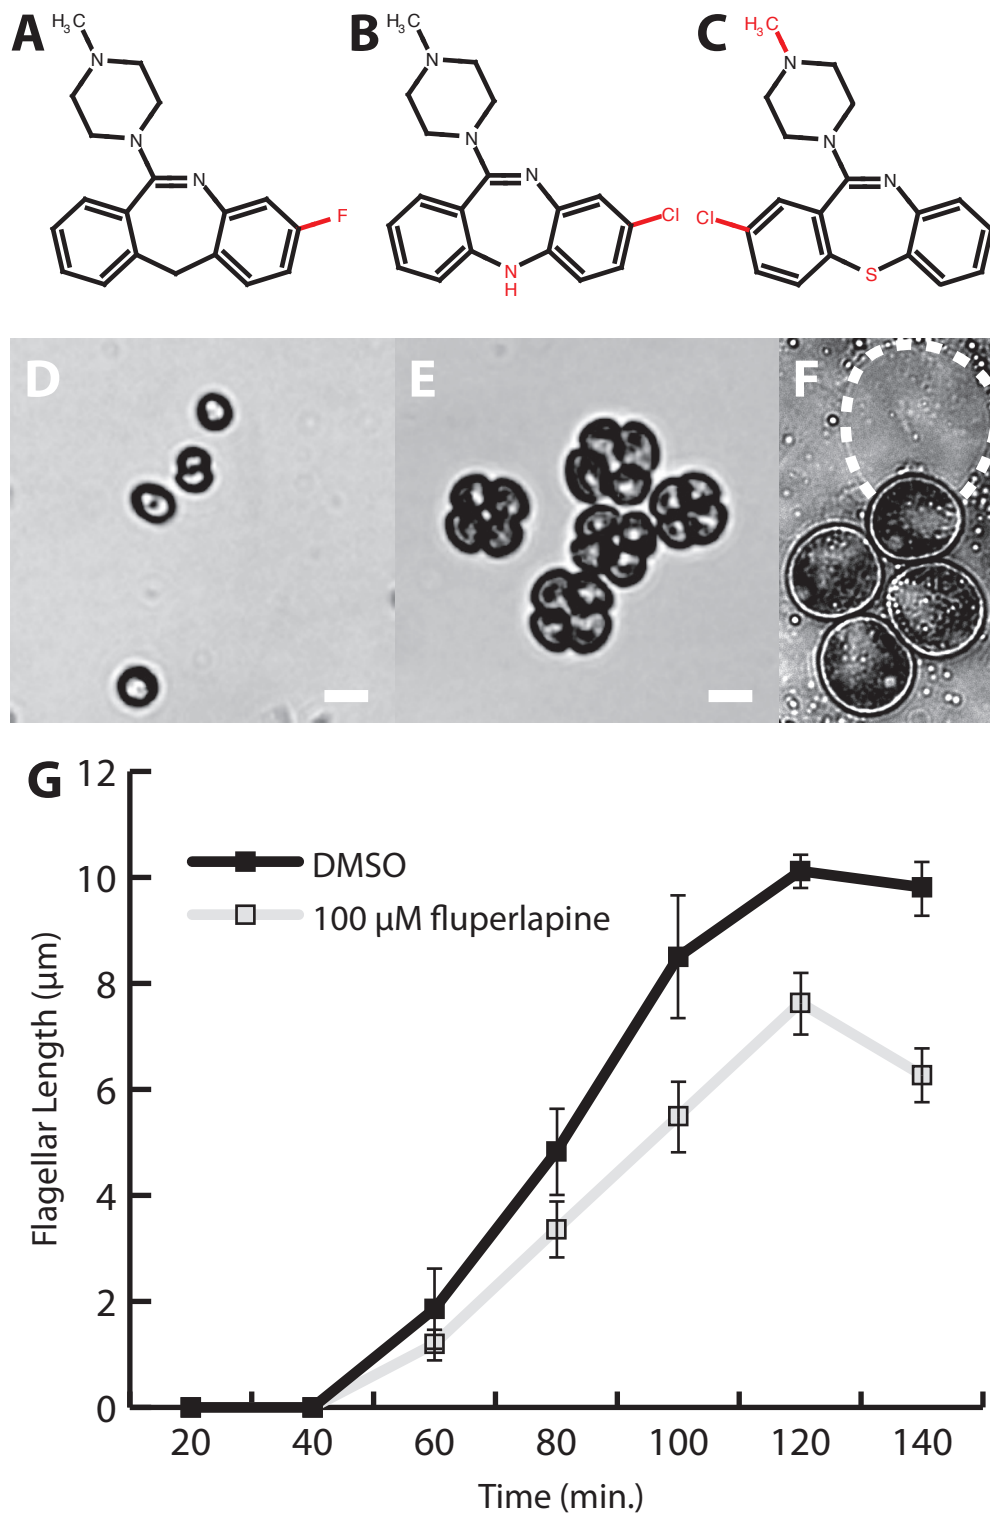 A
H3C
N
N
N
F
B
H3C
N
N
N
Cl
N
H
C
H3C
N
N
N
Cl
S
D
E
F
G
12
10
8
6
4
2
0
Flagellar Length (μm)
DMSO
100 μM fluperlapine
20 40 60 80 100 120 140
Time (min.)